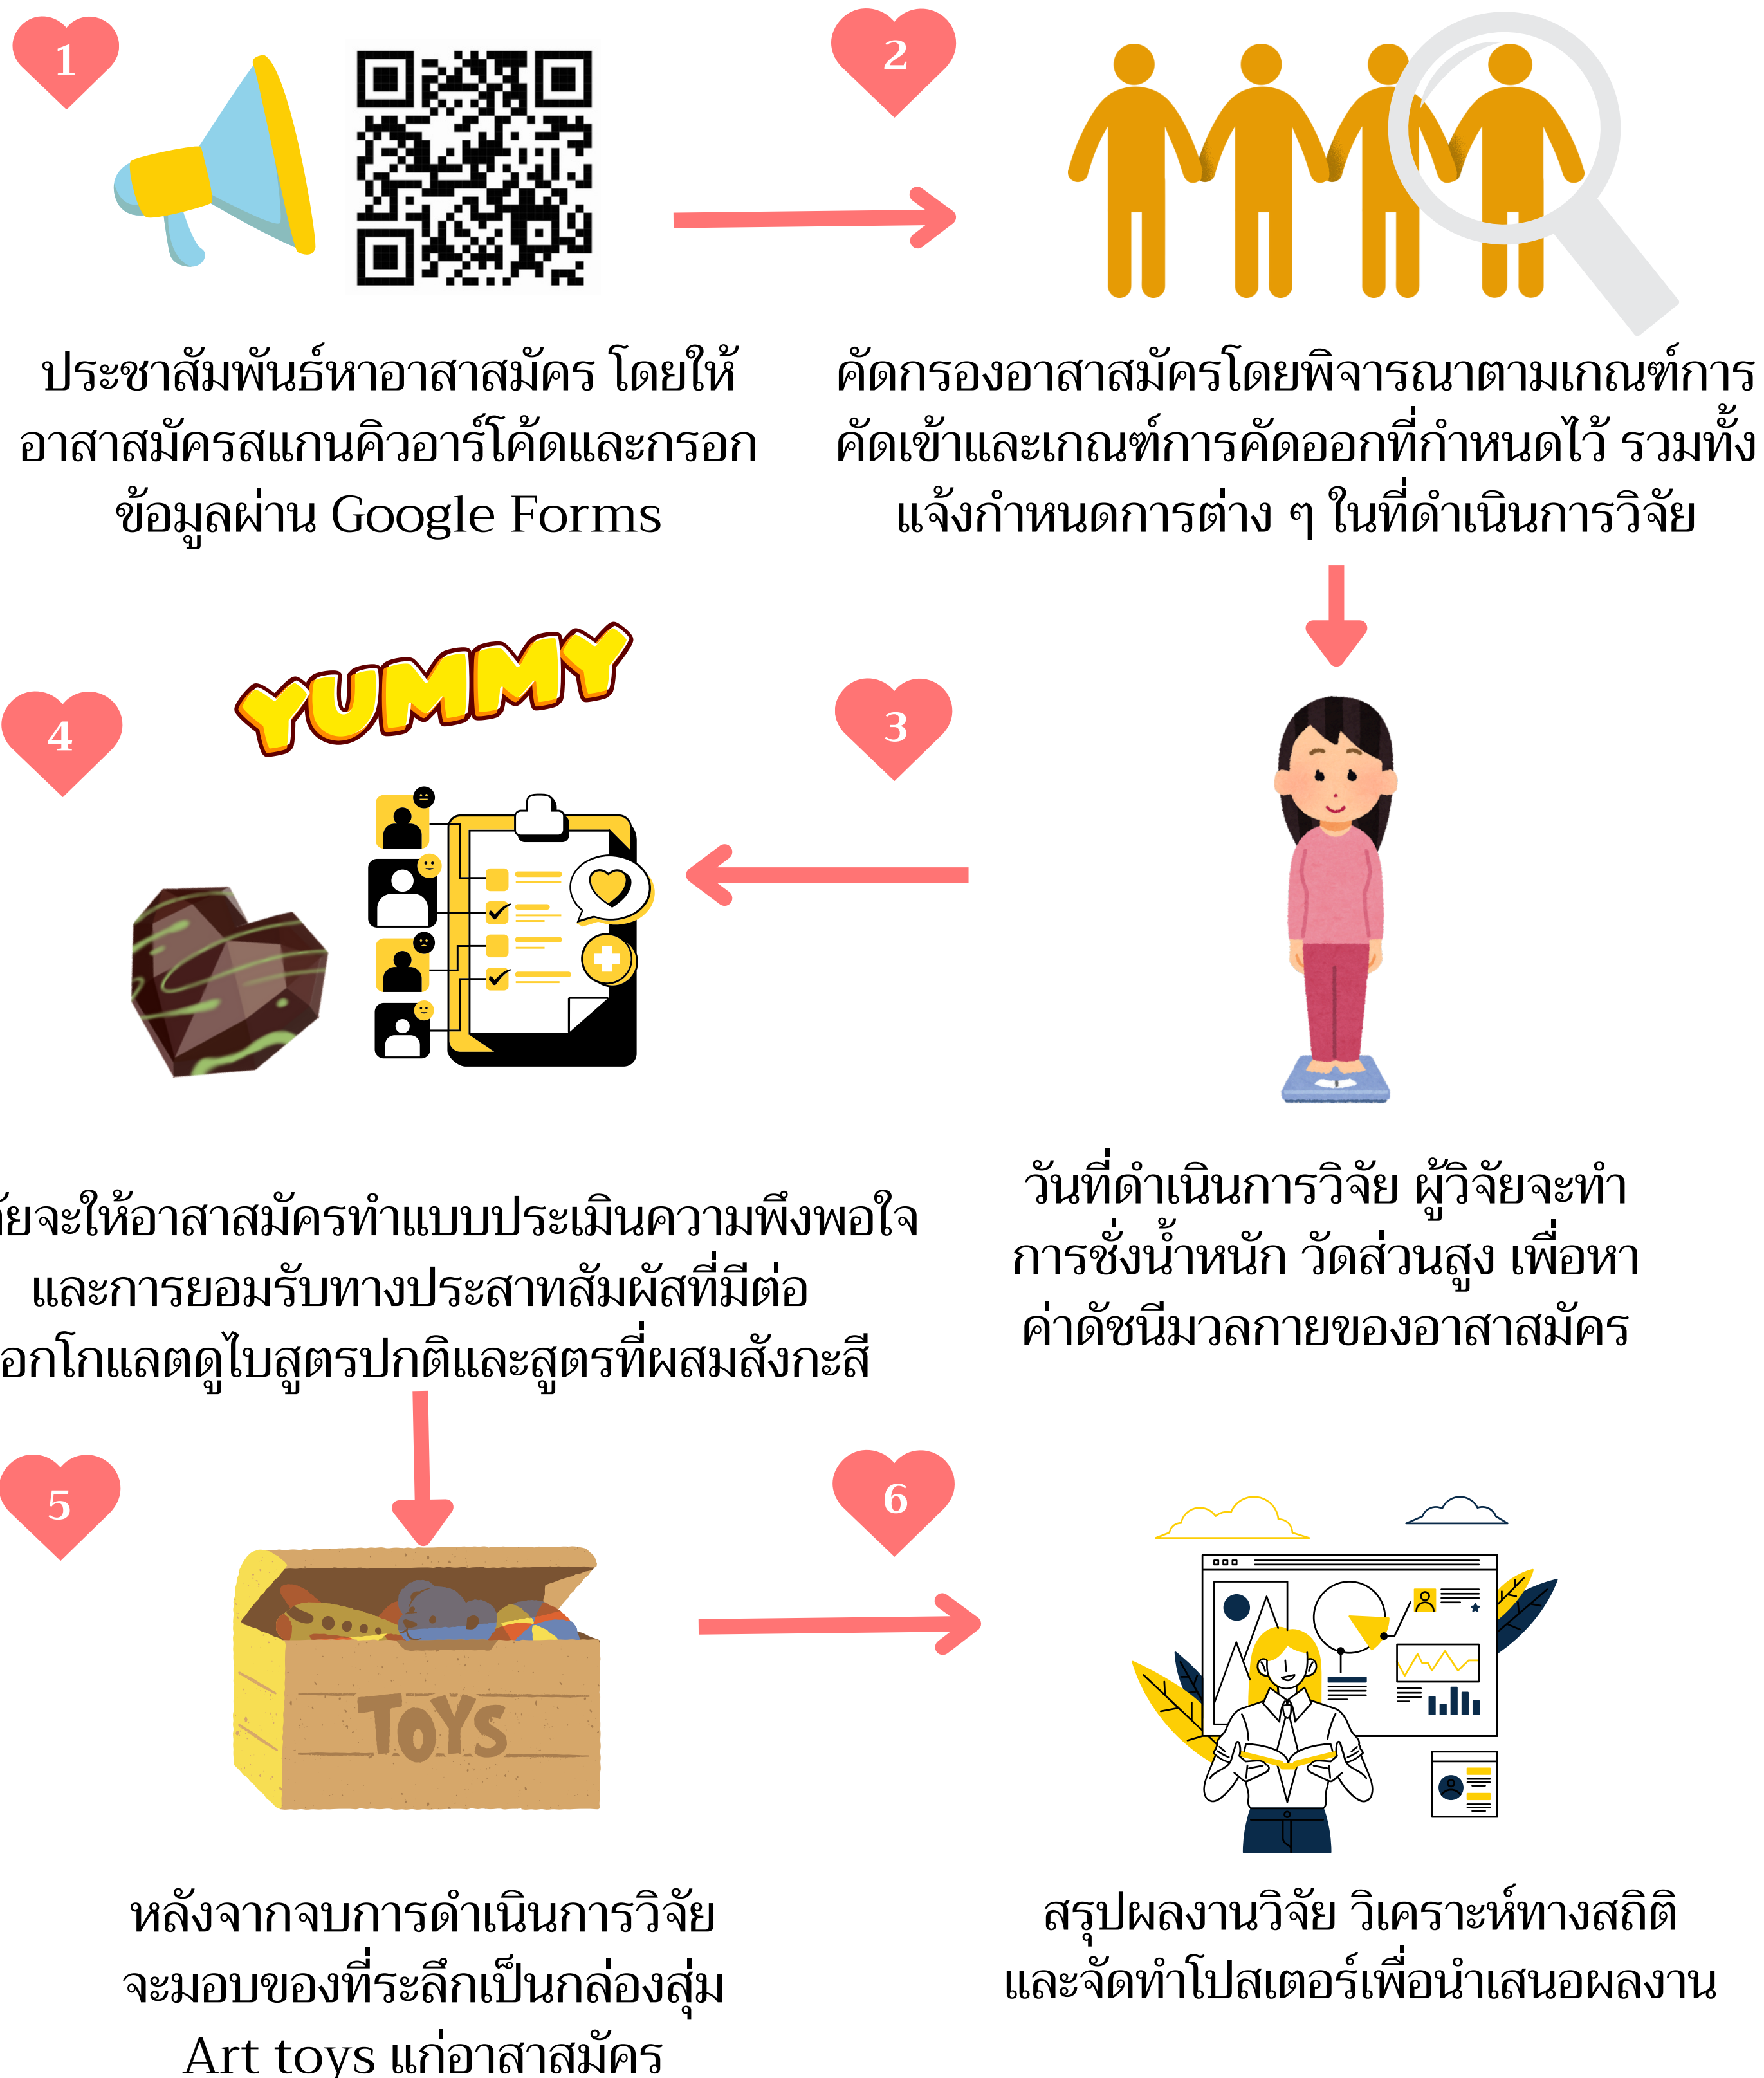 1
ประชาสัมพันธ์หาอาสาสมัคร โดยให้
อาสาสมัครสแกนคิวอาร์โค้ดและกรอก
ข้อมูลผ่าน Google Forms
2
คัดกรองอาสาสมัครโดยพิจารณาตามเกณฑ์การ
คัดเข้าและเกณฑ์การคัดออกที่กำหนดไว้ รวมทั้ง
แจ้งกำหนดการต่าง ๆ ในที่ดำเนินการวิจัย
3
วันที่ดำเนินการวิจัย ผู้วิจัยจะทำ
การชั่งน้ำหนัก วัดส่วนสูง เพื่อหา
ค่าดัชนีมวลกายของอาสาสมัคร
4
YUMMY
จะให้อาสาสมัครทำแบบประเมินความพึงพอใจ
และการยอมรับทางประสาทสัมผัสที่มีต่อ
อกโกแลตดูไบสูตรปกติและสูตรที่ผสมสังกะสี
5
TOYS
หลังจากจบการดำเนินการวิจัย
จะมอบของที่ระลึกเป็นกล่องสุ่ม
Art toys แก่อาสาสมัคร
6
สรุปผลงานวิจัย วิเคราะห์ทางสถิติ
และจัดทำโปสเตอร์เพื่อนำเสนอผลงาน